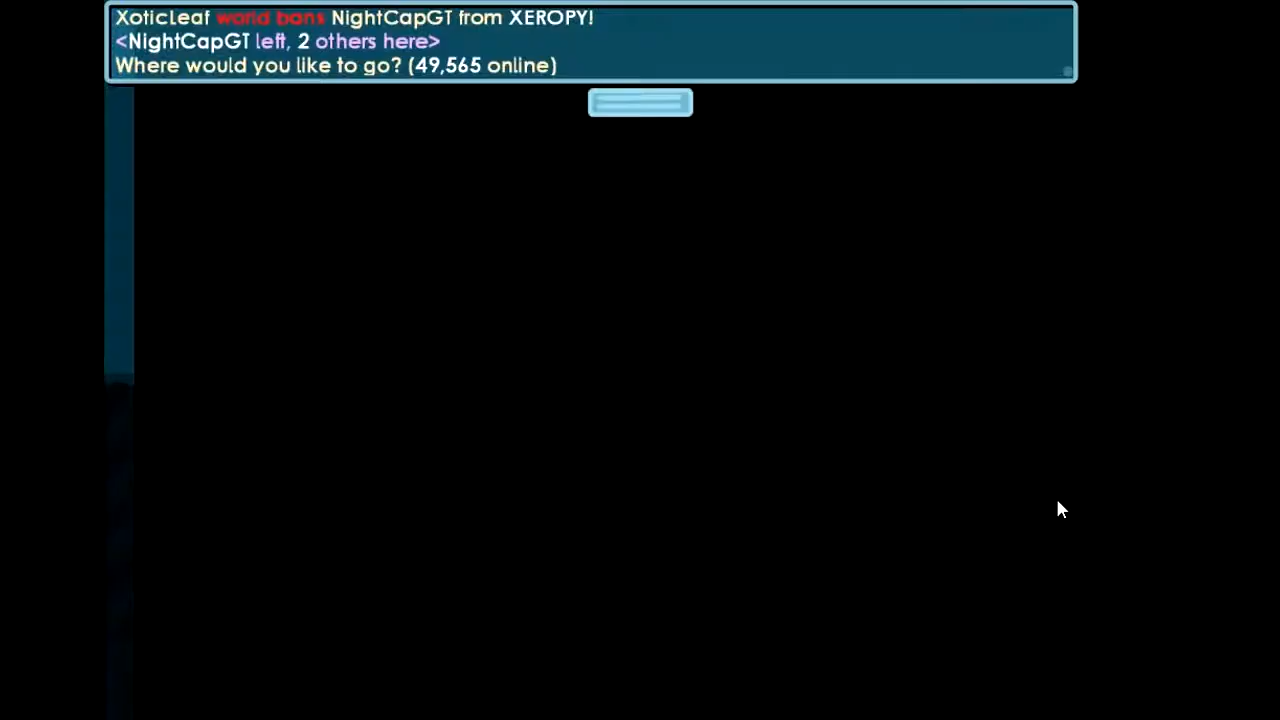 XoticLeaf world bans NightCapGT from XEROPY!
<NightCapGT left, 2 others here>
Where would you like to go? (49,565 online)